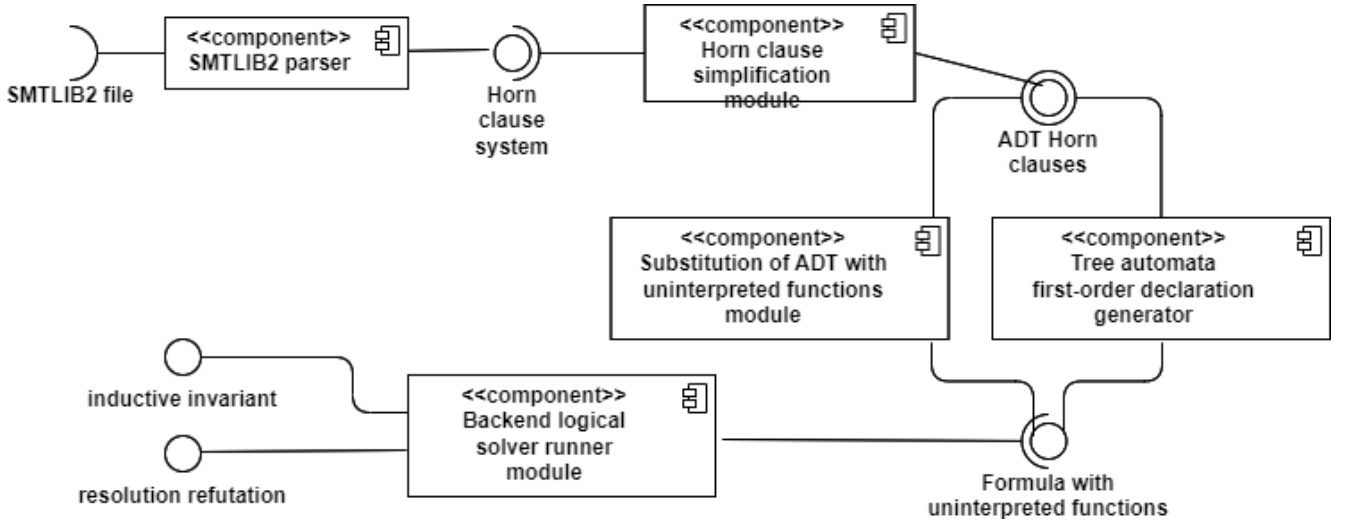 SMTLIB2 file
<<component>>
SMTLIB2 parser
Horn
clause
system
<<component>>
Horn clause
simplification
module
ADT Horn
clauses
<<component>>
Substitution of ADT with
uninterpreted functions
module
<<component>>
Tree automata
first-order declaration
generator
inductive invariant
resolution refutation
<<component>>
Backend logical
solver runner
module
Formula with
uninterpreted functions